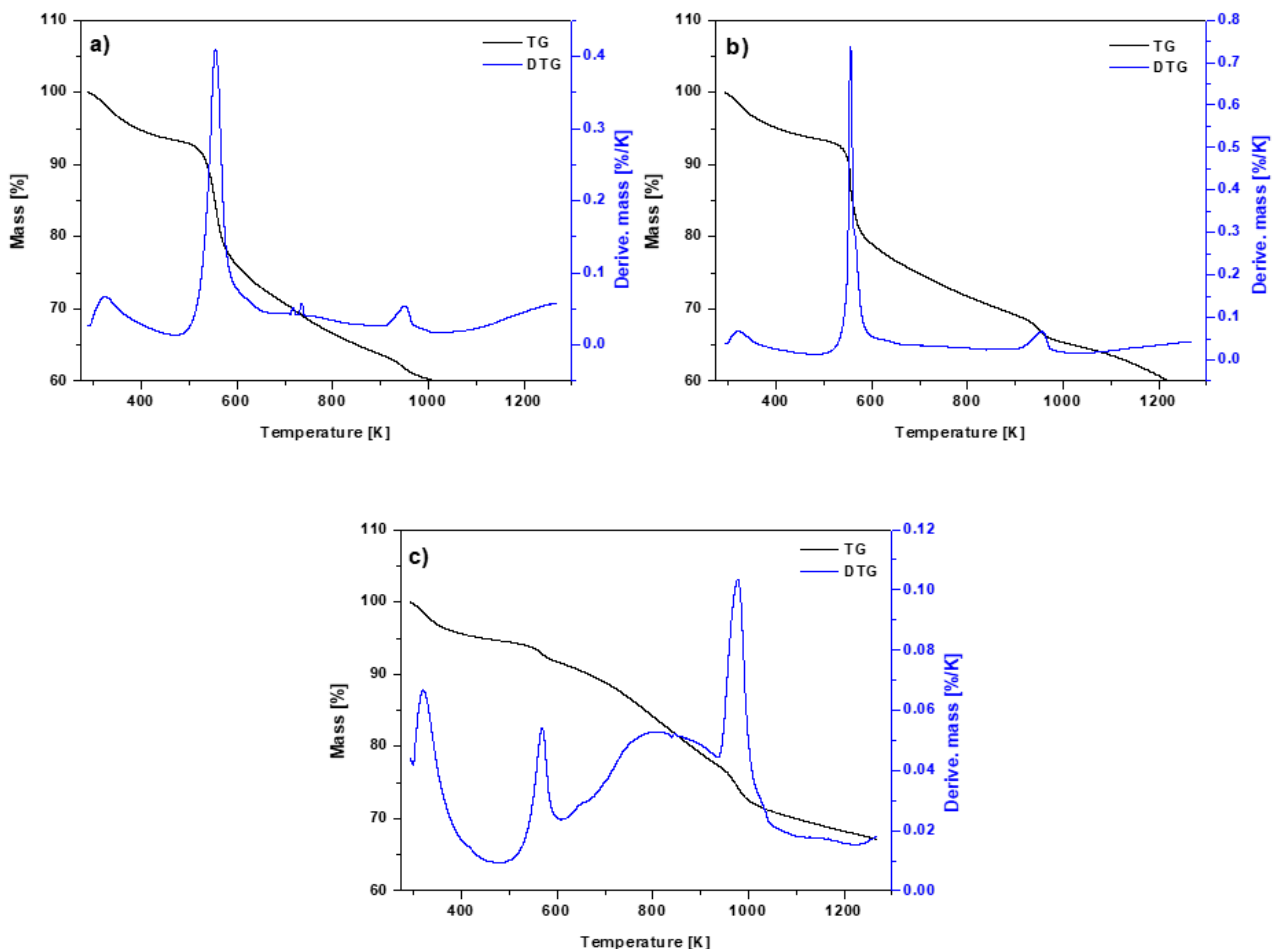 a)
TG
DTG
110
100
90
80
70
60
Mass [%]
400 600 800 1000 1200
Temperature [K]
0.4
0.3
0.2
0.1
0.0
Derive. mass [%/K]
b)
TG
DTG
110
100
90
80
70
60
Mass [%]
400 600 800 1000 1200
Temperature [K]
0.8
0.7
0.6
0.5
0.4
0.3
0.2
0.1
0.0
Derive. mass [%/K]
c)
TG
DTG
110
100
90
80
70
60
Mass [%]
400 600 800 1000 1200
Temperature [K]
0.12
0.10
0.08
0.06
0.04
0.02
0.00
Derive. mass [%/K]